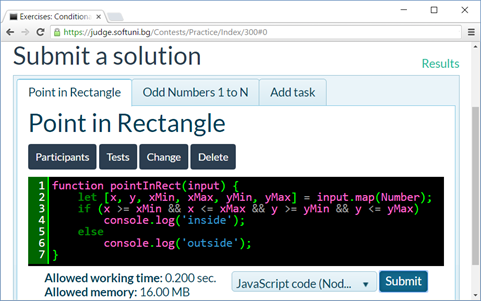 Exercises: Conditiona
https://judge.softuni.bg/Contests/Practice/Index/300#0
Submit a solution
Results
Point in Rectangle
Odd Numbers 1 to N
Add task
Point in Rectangle
Participants
Tests
Change
Delete
1 function pointInRect(input) {
2 let [x, y, xMin, xMax, yMin, yMax] = input.map(Number);
3 if (x >= xMin && x <= xMax && y >= yMin && y <= yMax)
4 console.log('inside');
5 else
6 console.log('outside');
7 }
Allowed working time: 0.200 sec.
Allowed memory: 16.00 MB
JavaScript code (Nod...
Submit